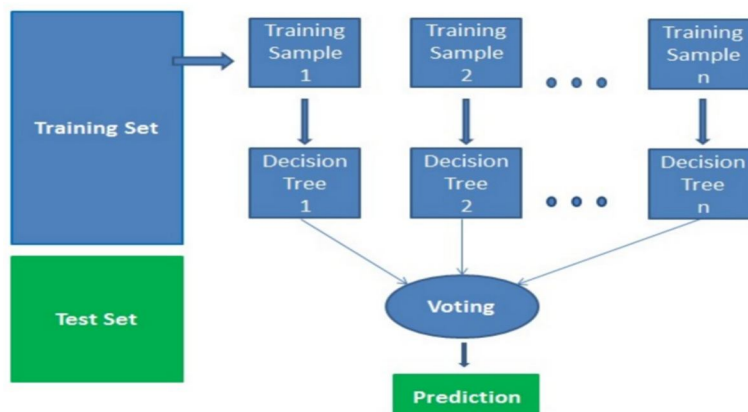 Training Set
Training
Sample
1
Training
Sample
2
Training
Sample
n
Decision
Tree
1
Decision
Tree
2
Decision
Tree
n
Test Set
Voting
Prediction